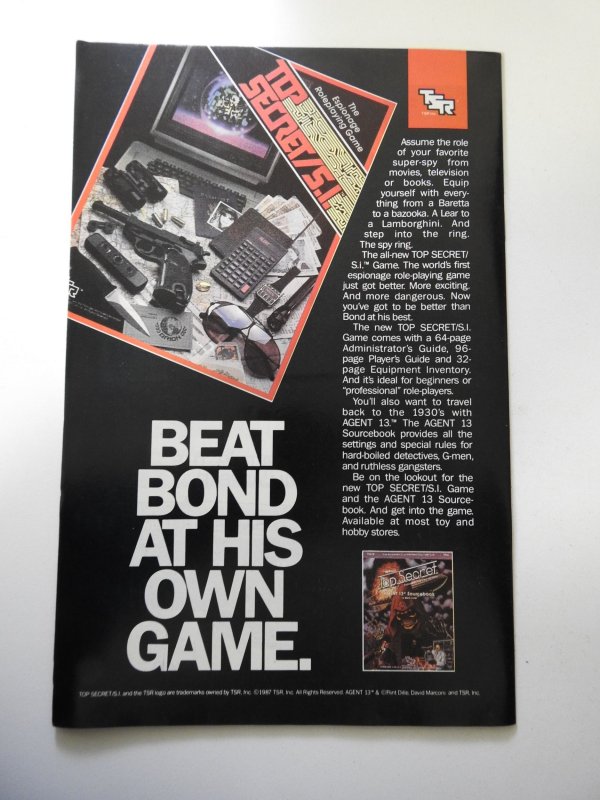 The
Espionage
Roleplaying Game
TOP
SECRET/S.I.
TSR
TSR, Inc.
Assume the role
of your favorite
super-spy from
movies, television
or books. Equip
yourself with every-
thing from a Baretta
to a bazooka. A Lear to
a Lamborghini. And
step into the ring.
The spy ring.
The all-new TOP SECRET/
S.I.™ Game. The world's first
espionage role-playing game
just got better. More exciting.
And more dangerous. Now
you've got to be better than
Bond at his best.
The new TOP SECRET/S.I.
Game comes with a 64-page
Administrator's Guide, 96-
page Player's Guide and 32-
page Equipment Inventory.
And it's ideal for beginners or
"professional" role-players.
You'll also want to travel
back to the 1930's with
AGENT 13.™ The AGENT 13
Sourcebook provides all the
settings and special rules for
hard-boiled detectives, G-men,
and ruthless gangsters.
Be on the lookout for the
new TOP SECRET/S.I. Game
and the AGENT 13 Source-
book. And get into the game.
Available at most toy and
hobby stores.
BEAT
BOND
AT HIS
OWN
GAME.
Top Secret
AGENT 13™ Sourcebook
TOP SECRET/S.I. and the TSR logo are trademarks owned by TSR, Inc. ©1987 TSR, Inc. All Rights Reserved. AGENT 13™ & ©Flint Dille, David Marconi and TSR, Inc.